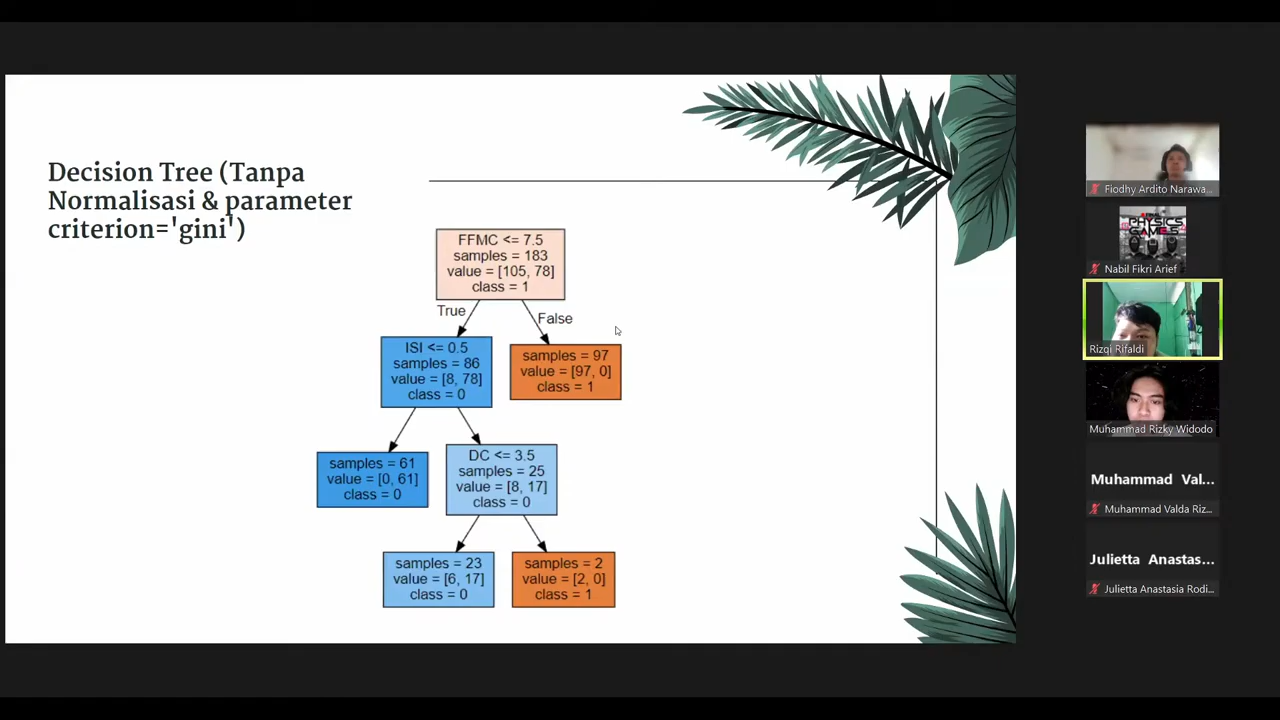 Decision Tree (Tanpa
Normalisasi & parameter
criterion='gini')
FFMC <= 7.5
samples = 183
value = [105, 78]
class = 1
True
False
ISI <= 0.5
samples = 86
value = [8, 78]
class = 0
samples = 97
value = [97, 0]
class = 1
samples = 61
value = [0, 61]
class = 0
DC <= 3.5
samples = 25
value = [8, 17]
class = 0
samples = 23
value = [6, 17]
class = 0
samples = 2
value = [2, 0]
class = 1
Fiodhy Ardito Narawa...
PHYSICS
GAMES
Nabil Fikri Arief
Rizqi Rifaldi
Muhammad Rizky Widodo
Muhammad Val...
Muhammad Valda Riz...
Julietta Anastas...
Julietta Anastasia Rodi...